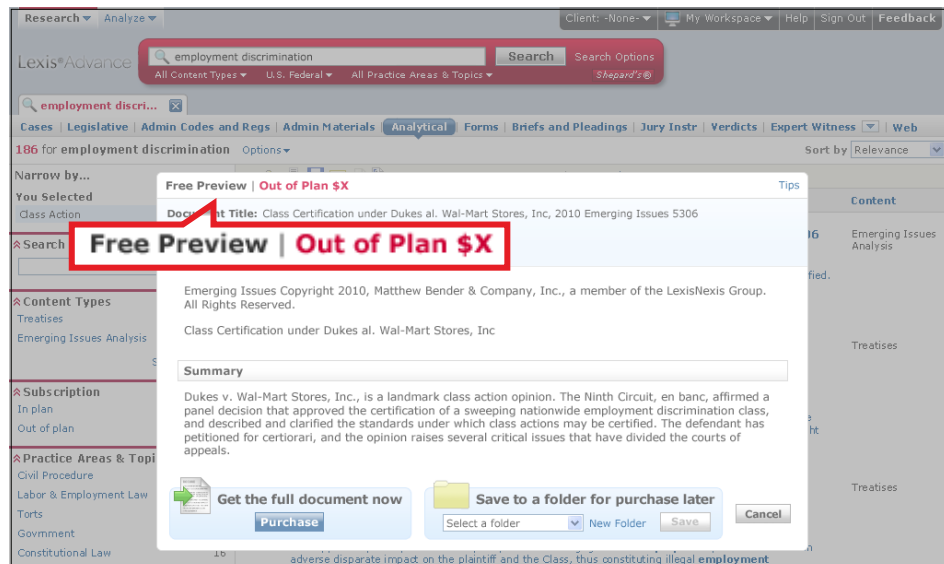 Research Analyze Client: -None- My Workspace Help Sign Out Feedback
Lexis®Advance employment discrimination Search Search Options
All Content Types U.S. Federal All Practice Areas & Topics Shepard's®
employment discri...
Cases | Legislative | Admin Codes and Regs | Admin Materials | Analytical | Forms | Briefs and Pleadings | Jury Instr | Verdicts | Expert Witness | Web
186 for employment discrimination Options Sort by Relevance
Narrow by...
You Selected
Class Action
Search
Content Types
Treatises
Emerging Issues Analysis
S
Subscription
In plan
Out of plan
Practice Areas & Topi
Civil Procedure
Labor & Employment Law
Torts
Govrnment
Constitutional Law 16
Free Preview | Out of Plan $X Tips
Document Title: Class Certification under Dukes al. Wal-Mart Stores, Inc, 2010 Emerging Issues 5306
Free Preview | Out of Plan $X
Emerging Issues Copyright 2010, Matthew Bender & Company, Inc., a member of the LexisNexis Group.
All Rights Reserved.
Class Certification under Dukes al. Wal-Mart Stores, Inc
Summary
Dukes v. Wal-Mart Stores, Inc., is a landmark class action opinion. The Ninth Circuit, en banc, affirmed a
panel decision that approved the certification of a sweeping nationwide employment discrimination class,
and described and clarified the standards under which class actions may be certified. The defendant has
petitioned for certiorari, and the opinion raises several critical issues that have divided the courts of
appeals.
Get the full document now
Purchase
Save to a folder for purchase later
Select a folder New Folder Save
Cancel
Content
06 Emerging Issues
Analysis
fied.
Treatises
e
ht
Treatises
n
adverse disparate impact on the plaintiff and the Class, thus constituting illegal employment